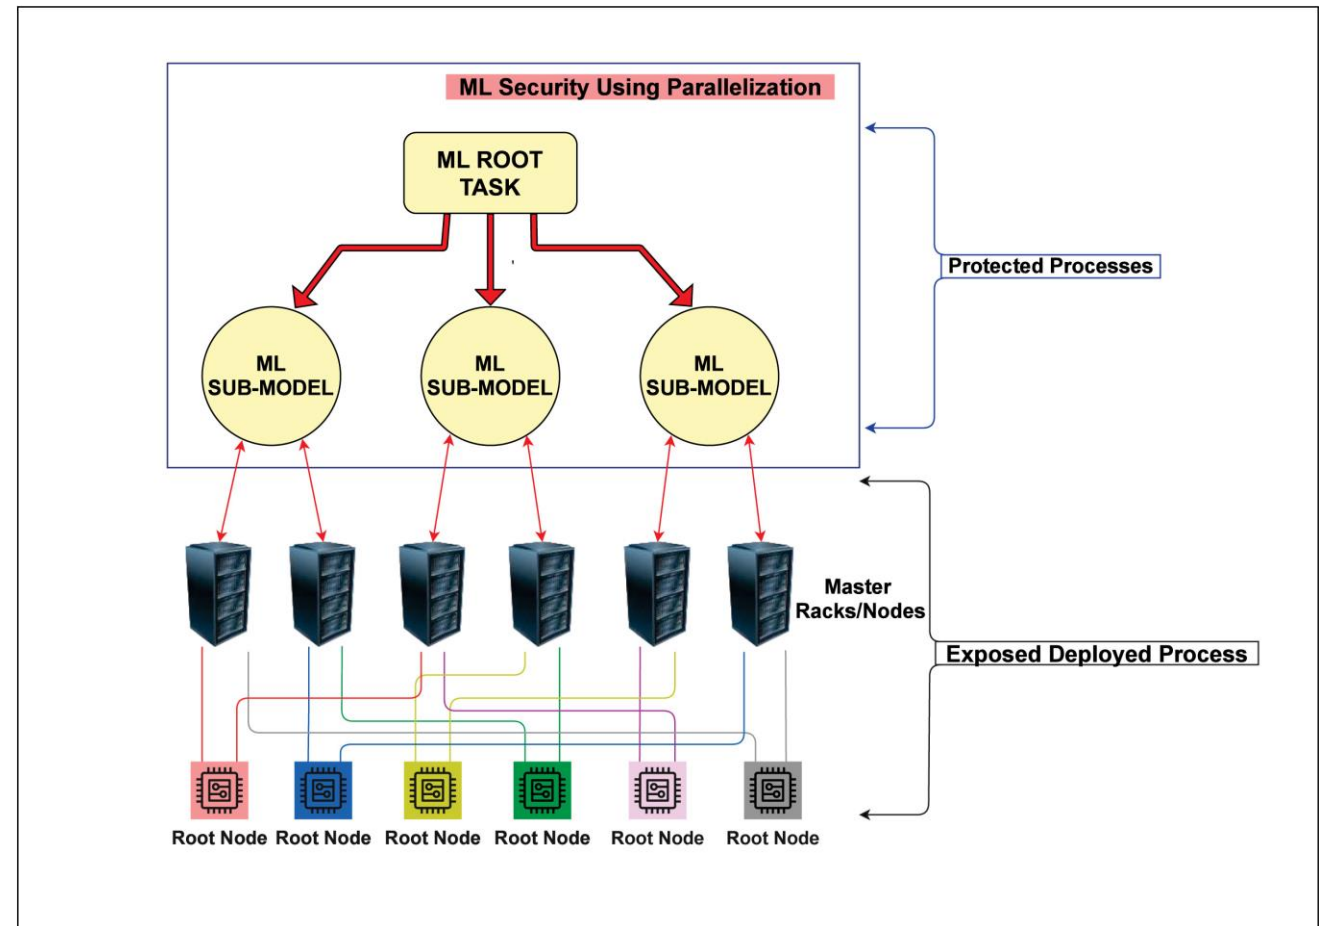 ML Security Using Parallelization
ML ROOT
TASK
Protected Processes
ML
SUB-MODEL
ML
SUB-MODEL
ML
SUB-MODEL
Master
Racks/Nodes
Exposed Deployed Process
Root Node
Root Node
Root Node
Root Node
Root Node
Root Node